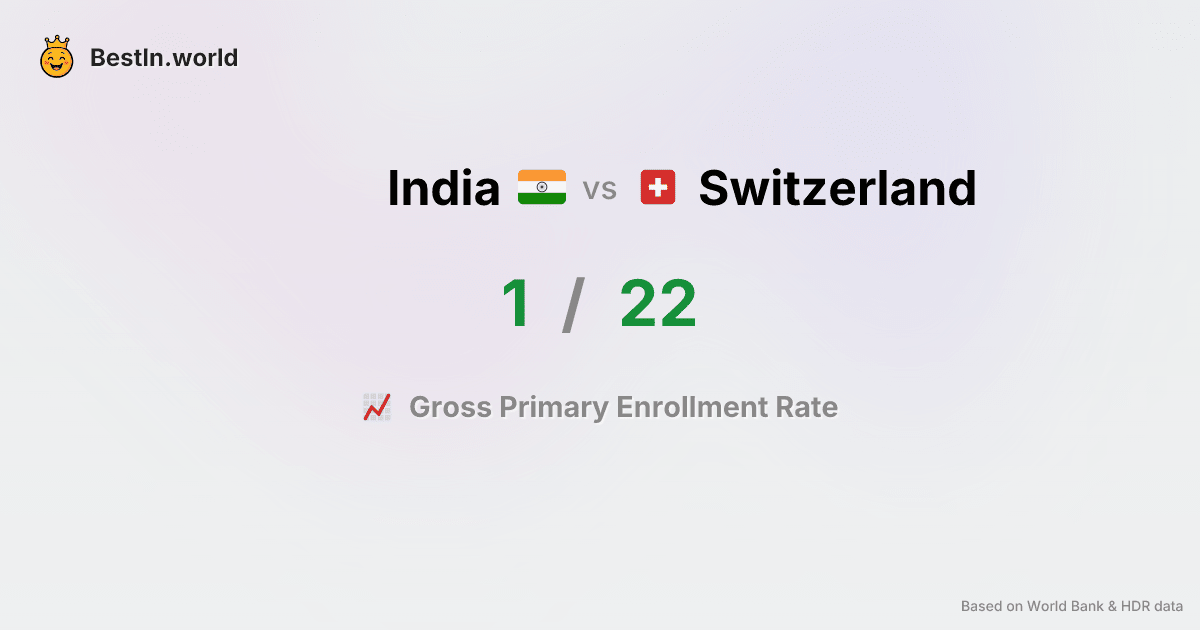 BestIn.world
India vs Switzerland
1 / 22
Gross Primary Enrollment Rate
Based on World Bank & HDR data